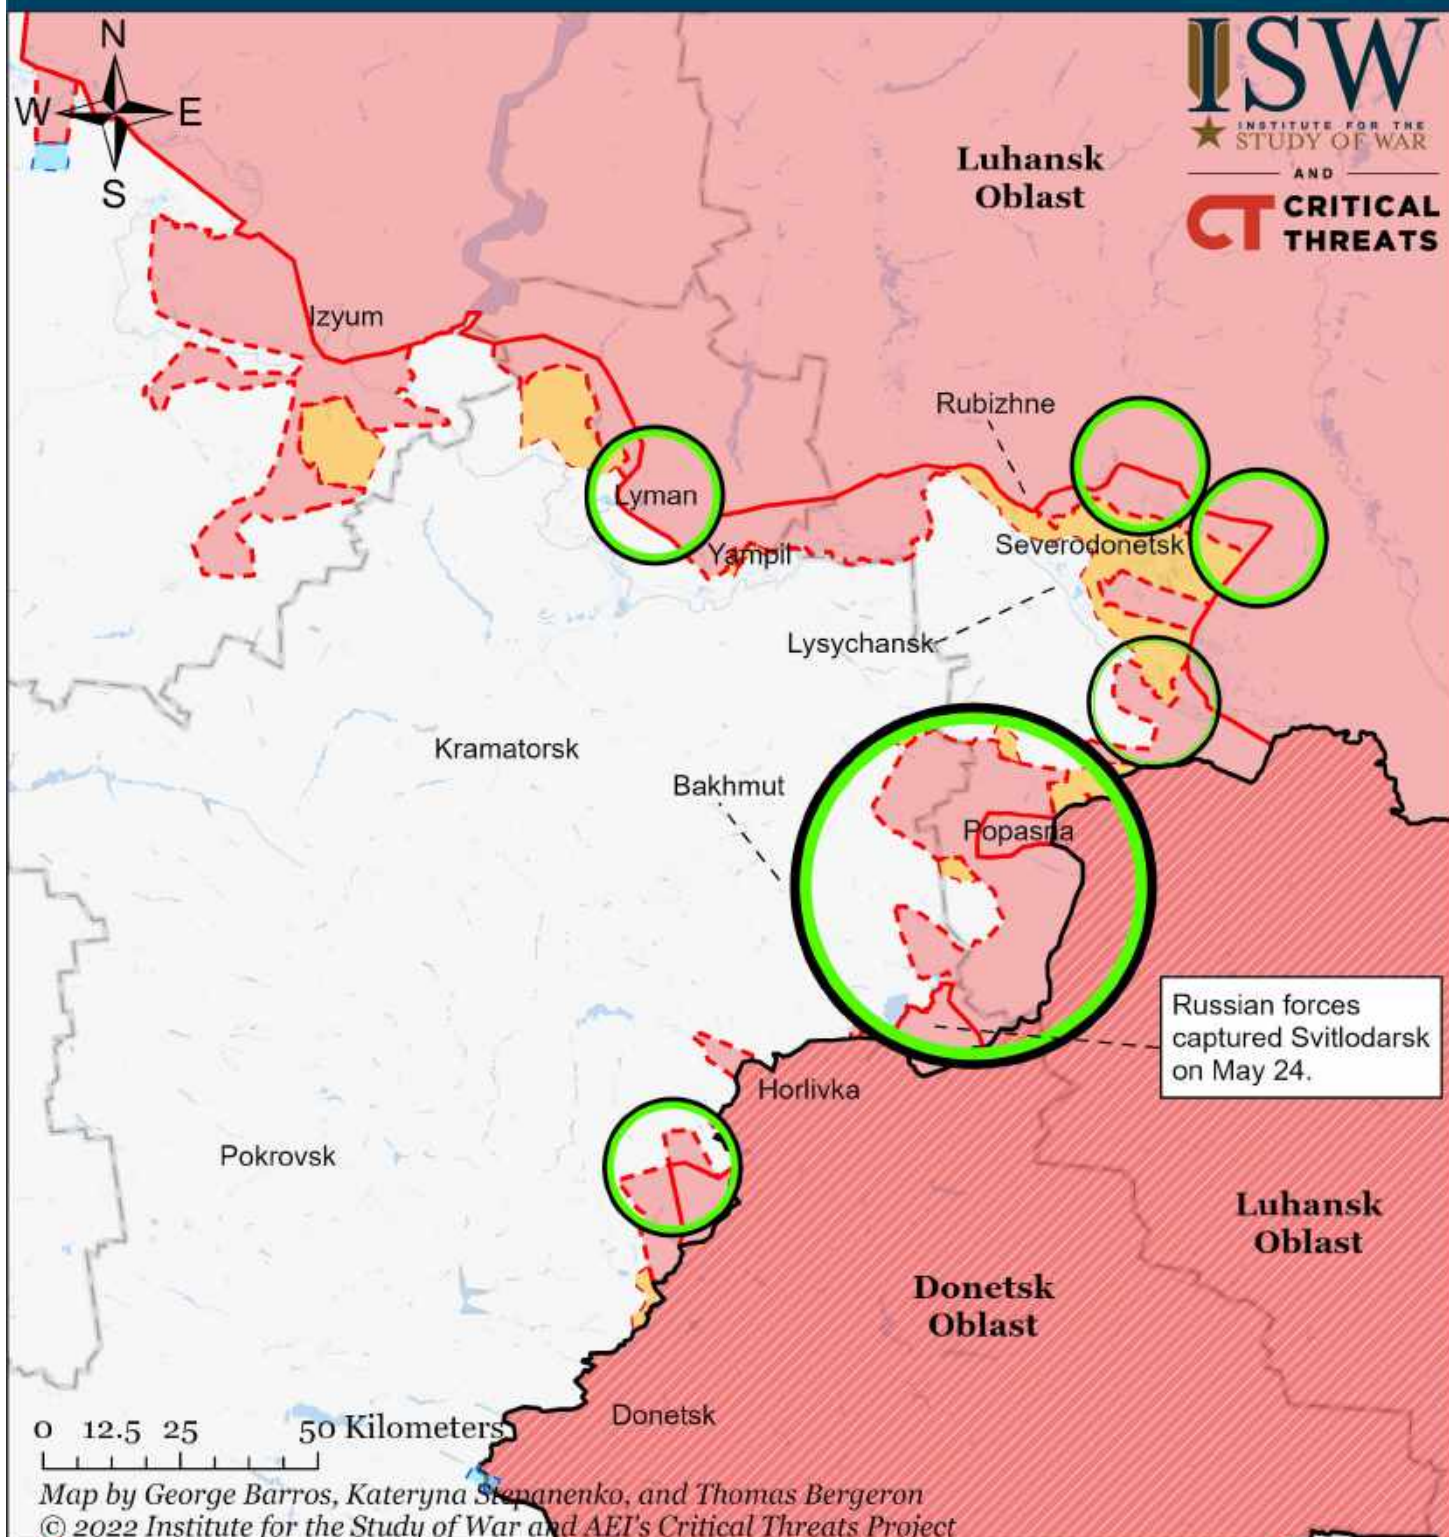 N
W
E
S
ISW
INSTITUTE FOR THE
STUDY OF WAR
AND
CT CRITICAL
THREATS
Luhansk
Oblast
Izyum
Rubizhne
Lyman
Severodonetsk
Yampil
Lysychansk
Kramatorsk
Bakhmut
Popasna
Russian forces
captured Svitlodarsk
on May 24.
Horlivka
Pokrovsk
Luhansk
Oblast
Donetsk
Oblast
Donetsk
0 12.5 25 50 Kilometers
Map by George Barros, Kateryna Stepanenko, and Thomas Bergeron
© 2022 Institute for the Study of War and AEI's Critical Threats Project